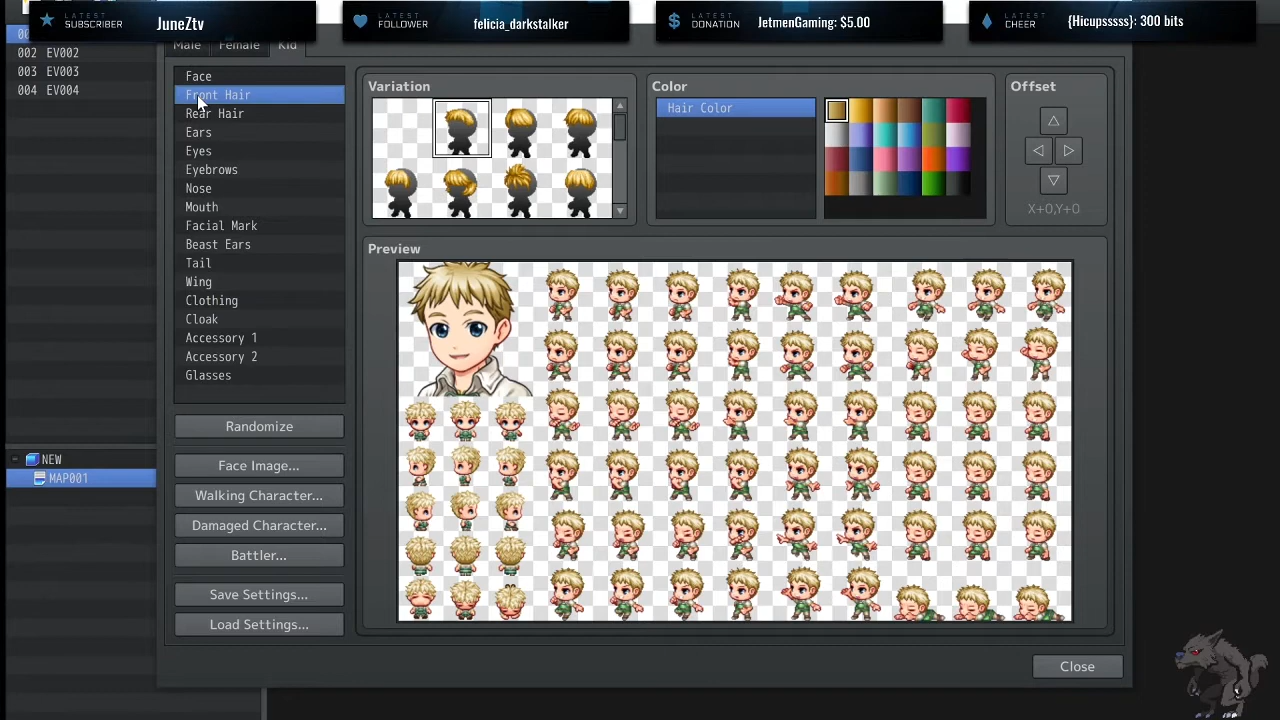 LATEST
SUBSCRIBER
JuneZtv
LATEST
FOLLOWER
felicia_darkstalker
LATEST
DONATION
JetmenGaming: $5.00
LATEST
CHEER
{Hicupsssss}: 300 bits
002 EV002
003 EV003
004 EV004
Male
Female
Kid
Face
Front Hair
Rear Hair
Ears
Eyes
Eyebrows
Nose
Mouth
Facial Mark
Beast Ears
Tail
Wing
Clothing
Cloak
Accessory 1
Accessory 2
Glasses
Randomize
Face Image...
Walking Character...
Damaged Character...
Battler...
Save Settings...
Load Settings...
Variation
Color
Hair Color
Offset
X+0,Y+0
Preview
NEW
MAP001
Close